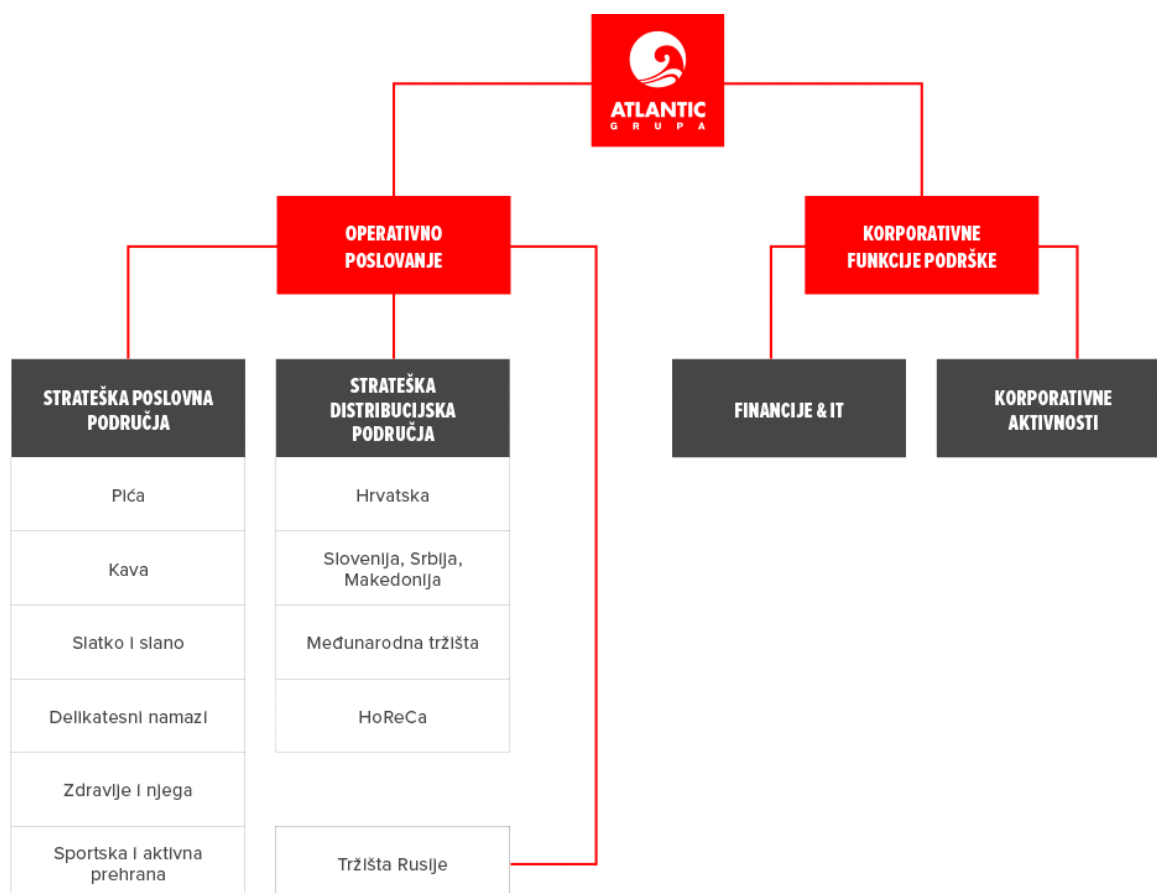 ATLANTIC
GRUPA
OPERATIVNO
POSLOVANJE
KORPORATIVNE
FUNKCIJE PODRŠKE
STRATEŠKA POSLOVNA
PODRUČJA
STRATEŠKA
DISTRIBUCIJSKA
PODRUČJA
FINANCIJE & IT
KORPORATIVNE
AKTIVNOSTI
Pića
Hrvatska
Kava
Slovenija, Srbija,
Makedonija
Slatko i slano
Međunarodna tržišta
Delikatesni namazi
HoReCa
Zdravlje i njega
Sportska i aktivna
prehrana
Tržišta Rusije